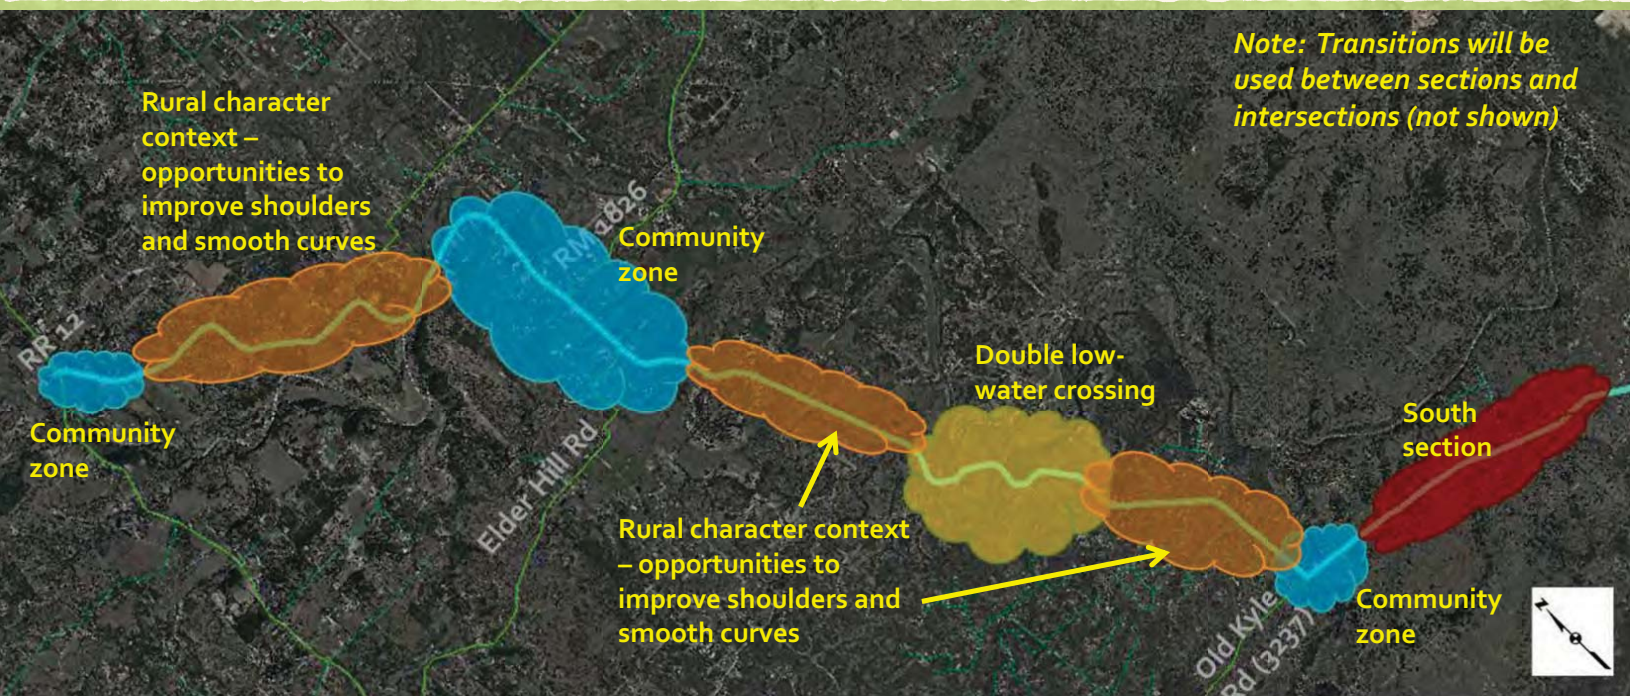 Note: Transitions will be
used between sections and
intersections (not shown)
Rural character
context –
opportunities to
improve shoulders
and smooth curves
RM 1826
Community
zone
RR 12
Community
zone
Double low-
water crossing
South
section
Elder Hill Rd
Rural character context
– opportunities to
improve shoulders and
smooth curves
Old Kyle
Rd (3237)
Community
zone
Z